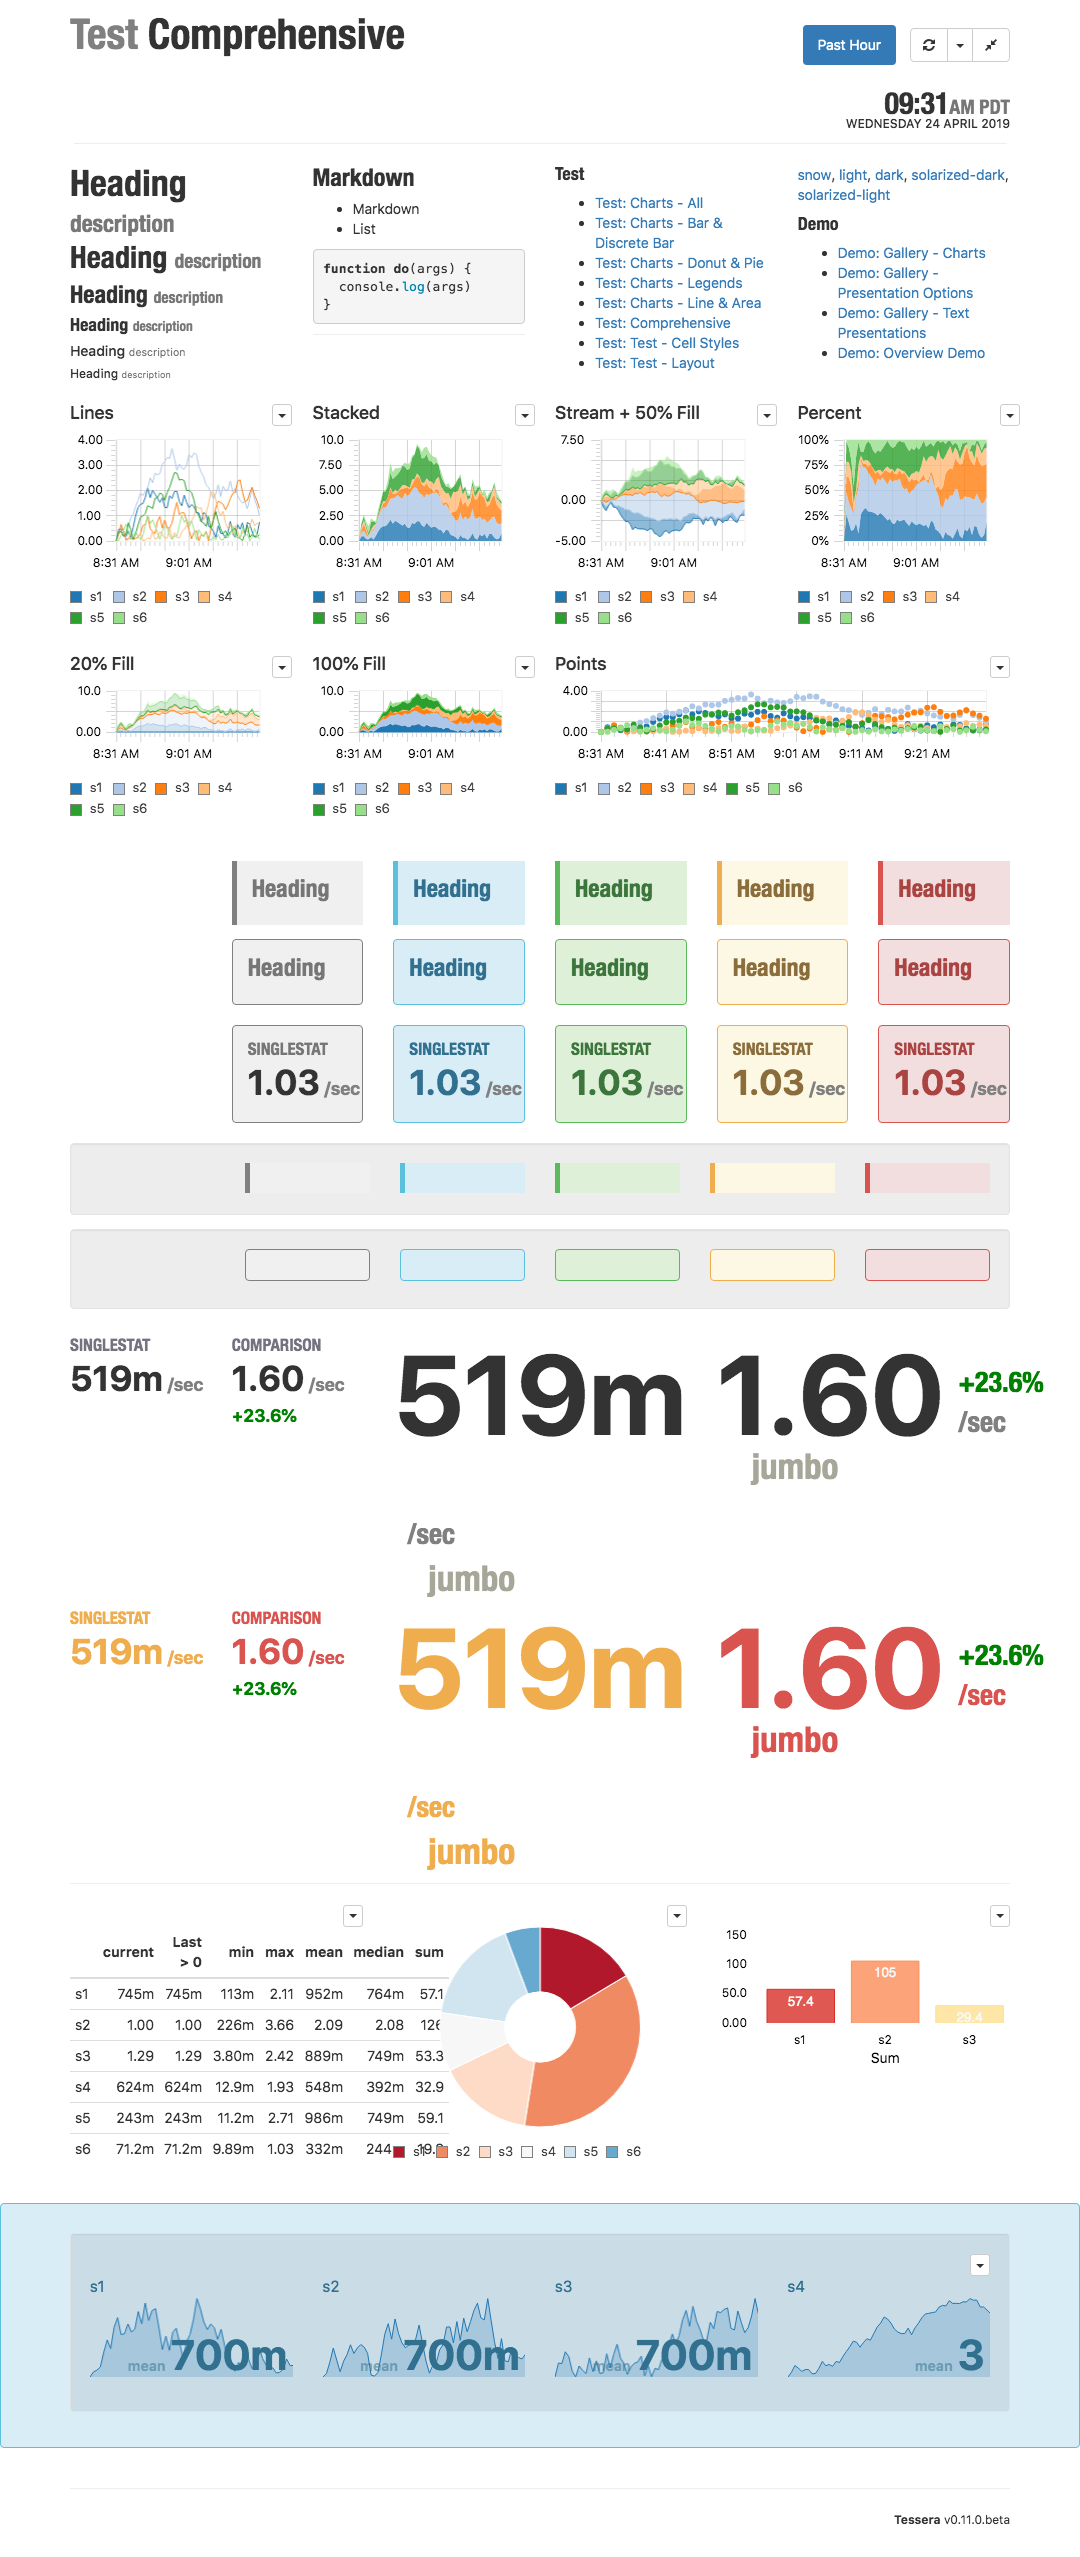 Test Comprehensive
Past Hour
09:31 AM PDT
WEDNESDAY 24 APRIL 2019
Heading
description
Heading description
Heading description
Heading description
Heading description
Heading description
Markdown
Markdown
List
function do(args) {
  console.log(args)
}
Test
Test: Charts - All
Test: Charts - Bar &
Discrete Bar
Test: Charts - Donut & Pie
Test: Charts - Legends
Test: Charts - Line & Area
Test: Comprehensive
Test: Test - Cell Styles
Test: Test - Layout
snow, light, dark, solarized-dark,
solarized-light
Demo
Demo: Gallery - Charts
Demo: Gallery -
Presentation Options
Demo: Gallery - Text
Presentations
Demo: Overview Demo
Lines
4.00
3.00
2.00
1.00
0.00
8:31 AM 9:01 AM
s1 s2 s3 s4
s5 s6
Stacked
10.0
7.50
5.00
2.50
0.00
8:31 AM 9:01 AM
s1 s2 s3 s4
s5 s6
Stream + 50% Fill
7.50
0.00
-5.00
8:31 AM 9:01 AM
s1 s2 s3 s4
s5 s6
Percent
100%
75%
50%
25%
0%
8:31 AM 9:01 AM
s1 s2 s3 s4
s5 s6
20% Fill
10.0
0.00
8:31 AM 9:01 AM
s1 s2 s3 s4
s5 s6
100% Fill
10.0
0.00
8:31 AM 9:01 AM
s1 s2 s3 s4
s5 s6
Points
4.00
0.00
8:31 AM 8:41 AM 8:51 AM 9:01 AM 9:11 AM 9:21 AM
s1 s2 s3 s4 s5 s6
Heading Heading Heading Heading Heading
Heading Heading Heading Heading Heading
SINGLESTAT SINGLESTAT SINGLESTAT SINGLESTAT SINGLESTAT
1.03 /sec 1.03 /sec 1.03 /sec 1.03 /sec 1.03 /sec
SINGLESTAT
519m /sec
COMPARISON
1.60 /sec
+23.6%
519m
/sec
jumbo
1.60 +23.6%
/sec
jumbo
SINGLESTAT
519m /sec
COMPARISON
1.60 /sec
+23.6%
519m
/sec
jumbo
1.60 +23.6%
/sec
jumbo
current Last > 0 min max mean median sum
s1 745m 745m 113m 2.11 952m 764m 57.1
s2 1.00 1.00 226m 3.66 2.09 2.08 126
s3 1.29 1.29 3.80m 2.42 889m 749m 53.3
s4 624m 624m 12.9m 1.93 548m 392m 32.9
s5 243m 243m 11.2m 2.71 986m 749m 59.1
s6 71.2m 71.2m 9.89m 1.03 332m
s1 s2 s3 s4 s5 s6
150
100
50.0
0.00
57.4
105
29.4
s1 s2 s3
Sum
s1
mean 700m
s2
mean 700m
s3
mean 700m
s4
mean 3
Tessera v0.11.0.beta